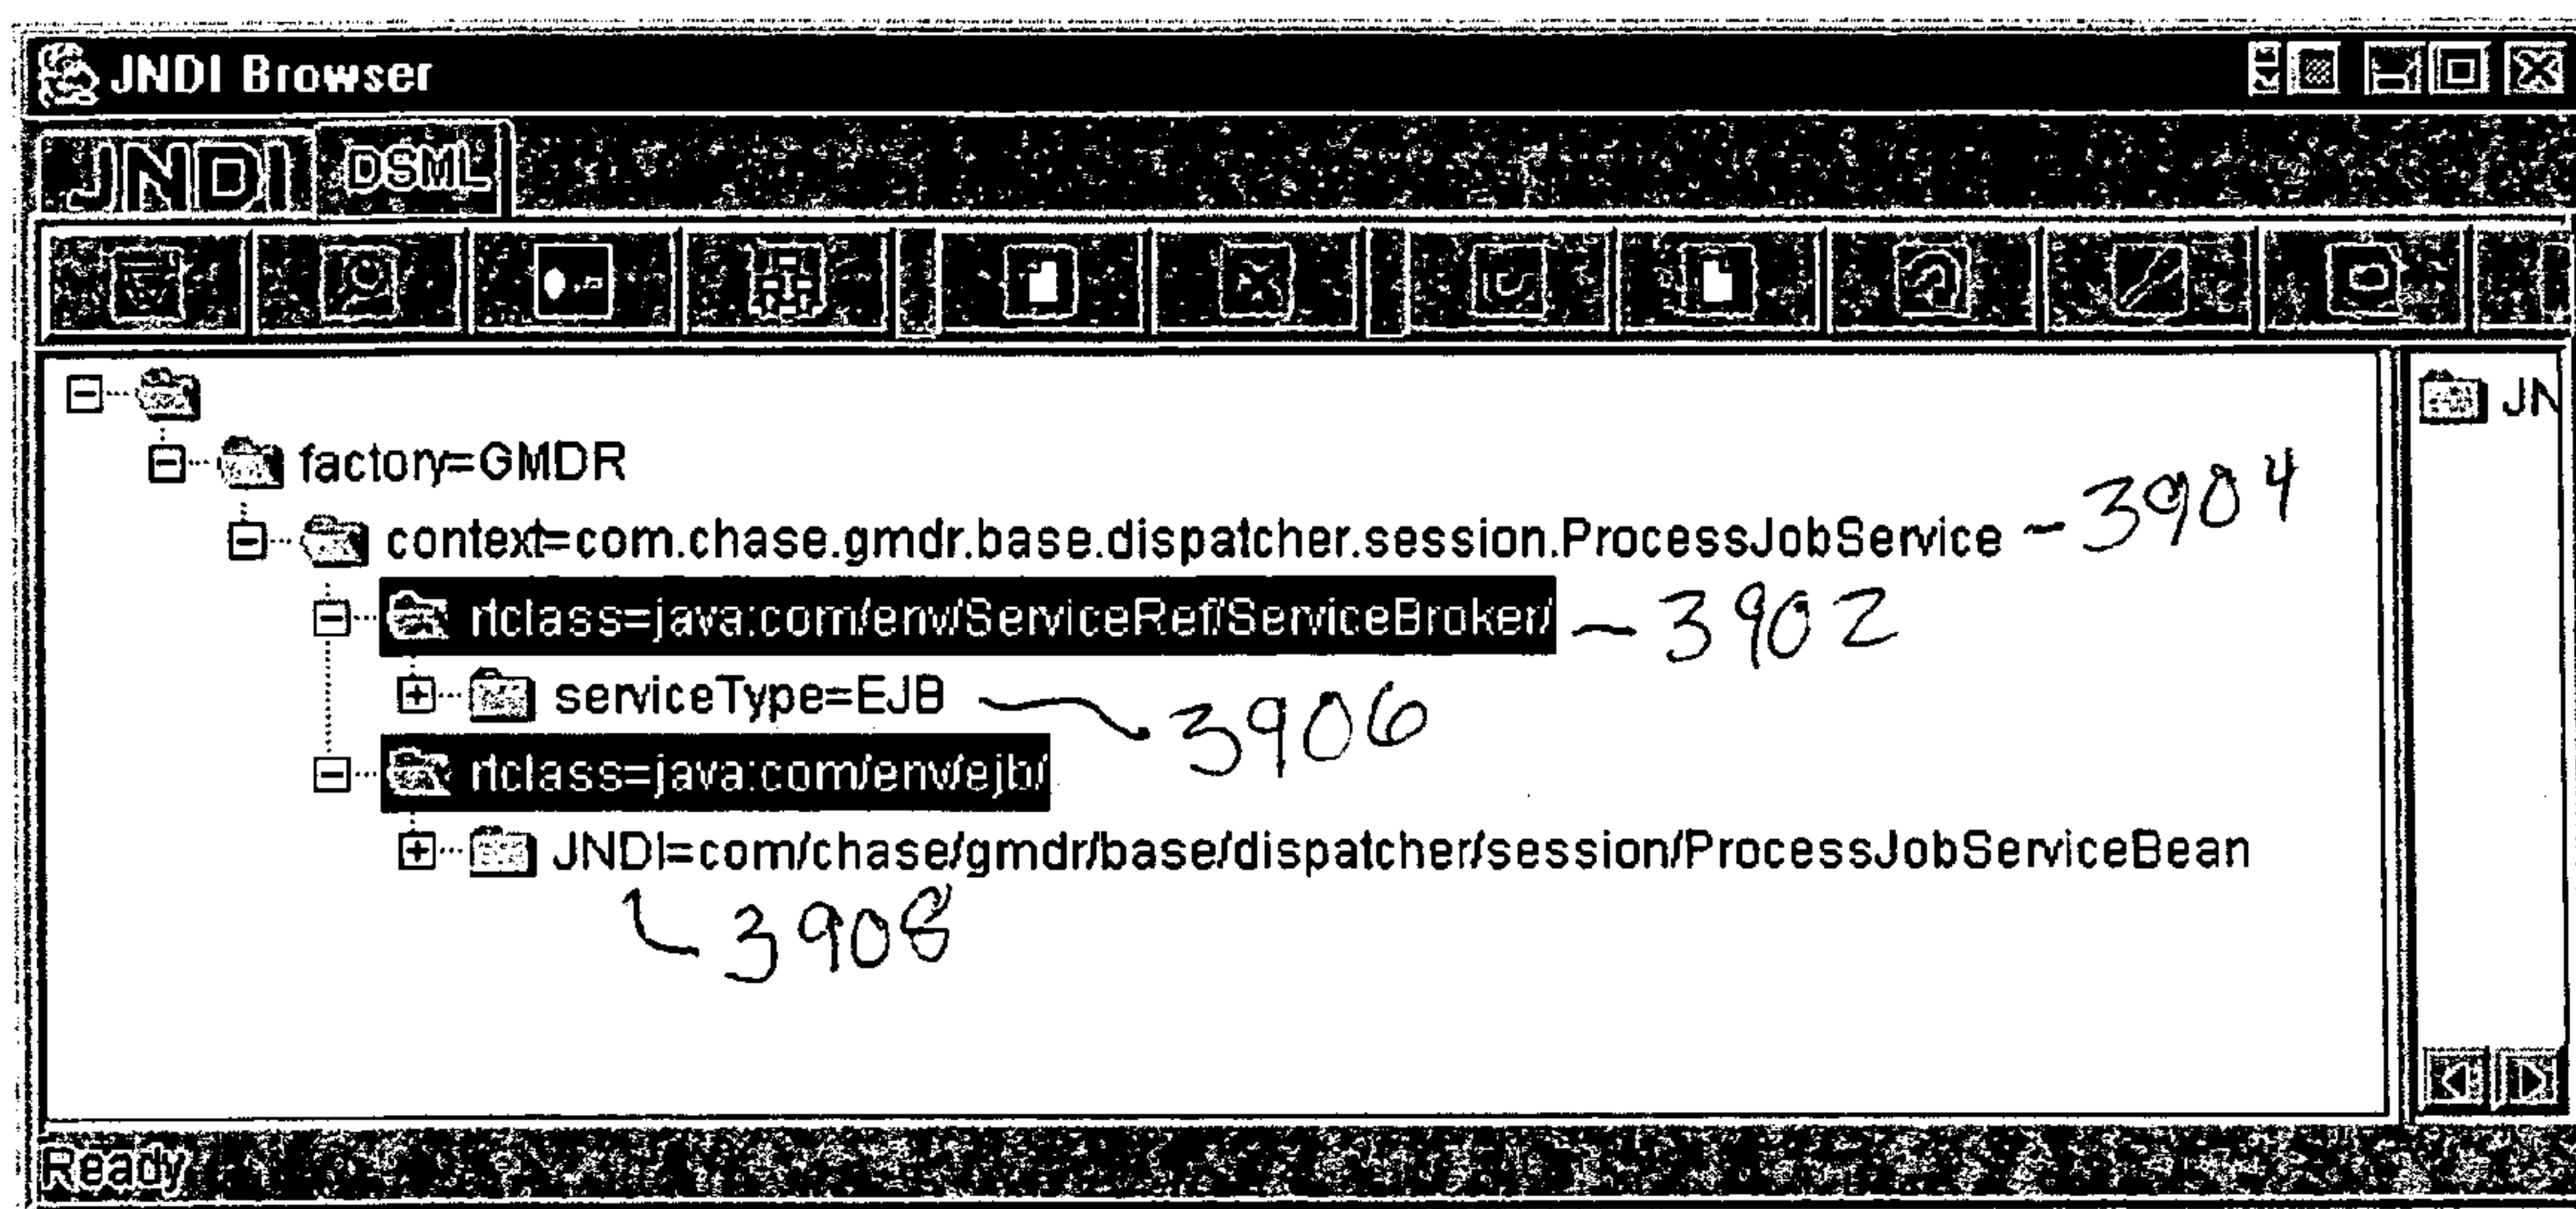 JNDI Browser
JNDI DSML
JN
factory=GMDR
context=com.chase.gmdr.base.dispatcher.session.ProcessJobService - 3904
rtclass=java:com/env/ServiceRef/ServiceBroker/ - 3902
serviceType=EJB 3906
rtclass=java:com/env/ejb/
JNDI=com/chase/gmdr/base/dispatcher/session/ProcessJobServiceBean
3908
Ready